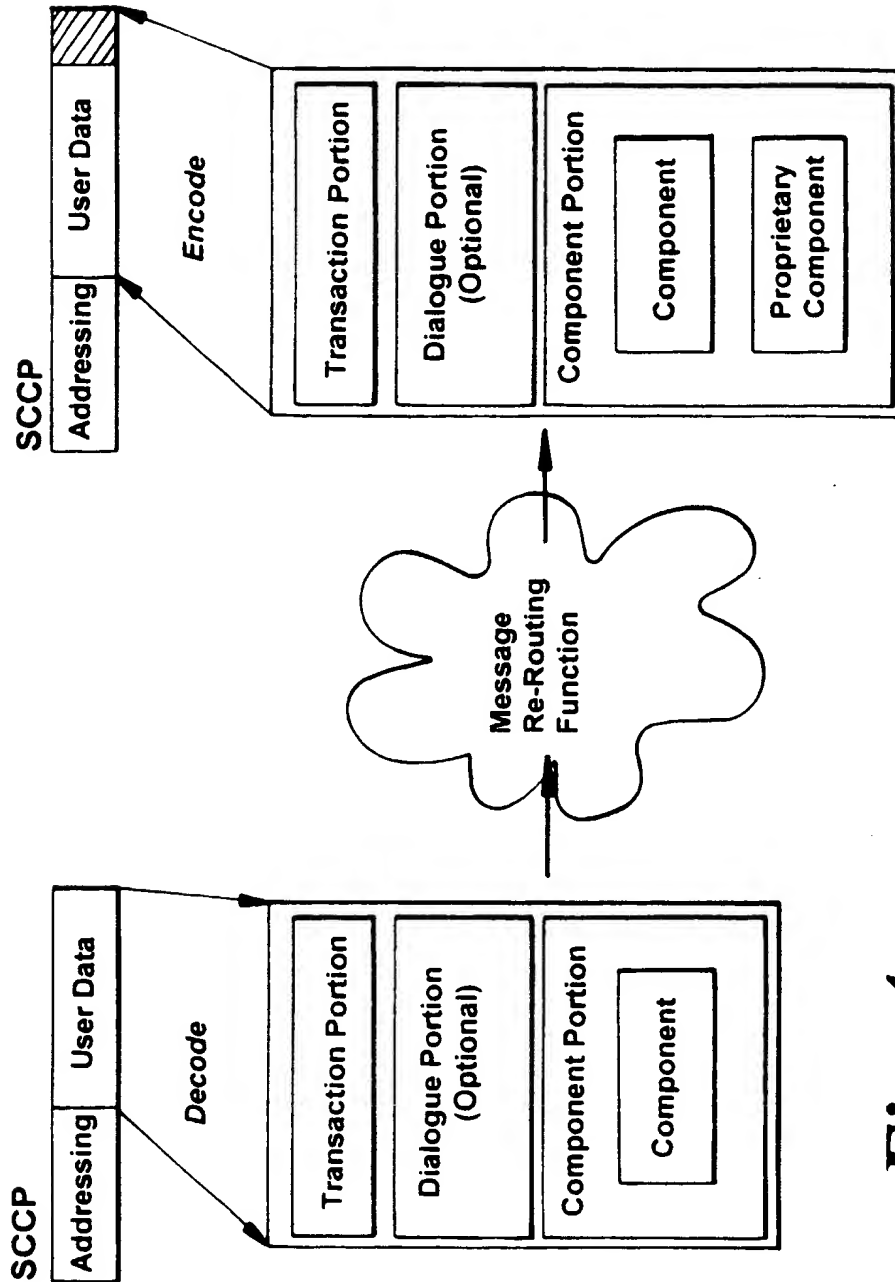 SCCP
Addressing
User Data
Decode
Transaction Portion
Dialogue Portion
(Optional)
Component Portion
Component
Message
Re-Routing
Function
SCCP
Addressing
User Data
Encode
Transaction Portion
Dialogue Portion
(Optional)
Component Portion
Component
Proprietary
Component